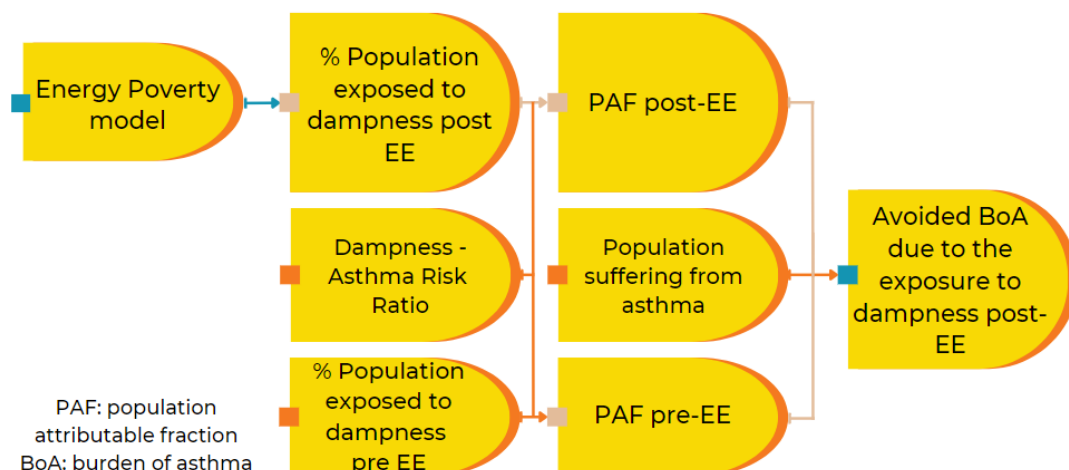 Energy Poverty
model
% Population
exposed to
dampness post
EE
PAF post-EE
Dampness -
Asthma Risk
Ratio
Population
suffering from
asthma
Avoided BoA
due to the
exposure to
dampness post-
EE
% Population
exposed to
dampness
pre EE
PAF pre-EE
PAF: population
attributable fraction
BoA: burden of asthma